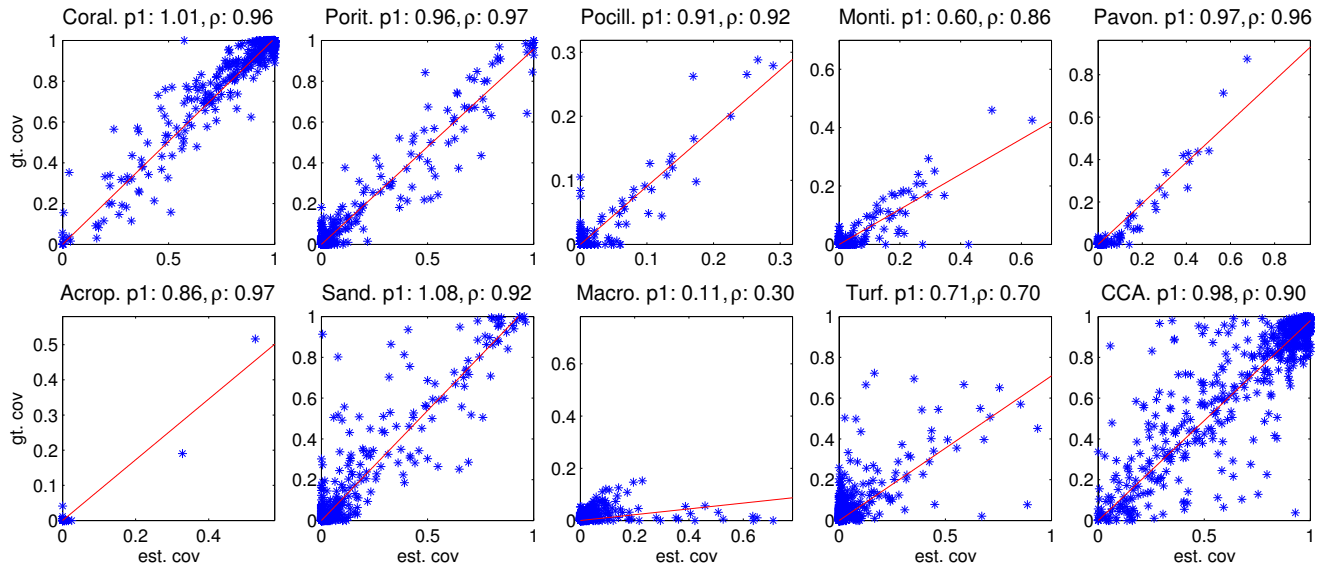 Coral. p1: 1.01, ρ: 0.96
Porit. p1: 0.96, ρ: 0.97
Pocill. p1: 0.91, ρ: 0.92
Monti. p1: 0.60, ρ: 0.86
Pavon. p1: 0.97, ρ: 0.96
gt. cov
1
0.8
0.6
0.4
0.2
0
0 0.5 1
1
0.8
0.6
0.4
0.2
0
0 0.5 1
0.3
0.2
0.1
0
0 0.1 0.2 0.3
0.6
0.4
0.2
0
0 0.2 0.4 0.6
0.8
0.6
0.4
0.2
0
0 0.2 0.4 0.6 0.8
Acrop. p1: 0.86, ρ: 0.97
Sand. p1: 1.08, ρ: 0.92
Macro. p1: 0.11, ρ: 0.30
Turf. p1: 0.71, ρ: 0.70
CCA. p1: 0.98, ρ: 0.90
gt. cov
0.5
0.4
0.3
0.2
0.1
0
0 0.2 0.4
est. cov
1
0.8
0.6
0.4
0.2
0
0 0.5 1
est. cov
0.6
0.4
0.2
0
0 0.2 0.4 0.6
est. cov
1
0.8
0.6
0.4
0.2
0
0 0.5 1
est. cov
1
0.8
0.6
0.4
0.2
0
0 0.5 1
est. cov